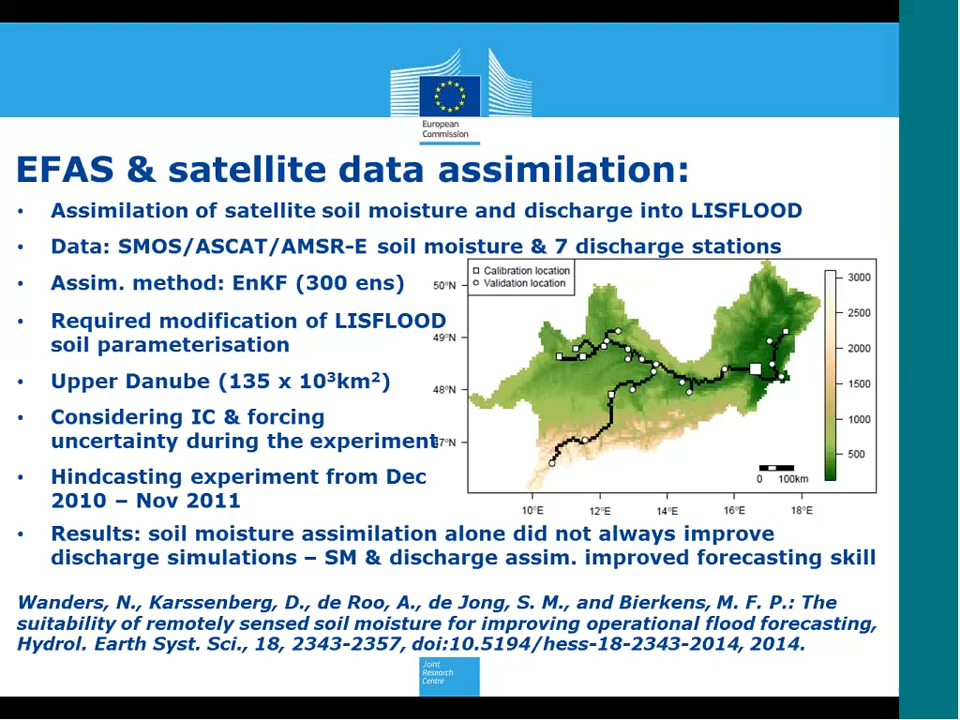 European
Commission
EFAS & satellite data assimilation:
• Assimilation of satellite soil moisture and discharge into LISFLOOD
• Data: SMOS/ASCAT/AMSR-E soil moisture & 7 discharge stations
• Assim. method: EnKF (300 ens)
• Required modification of LISFLOOD
soil parameterisation
• Upper Danube (135 x 10³km²)
• Considering IC & forcing
uncertainty during the experiment
• Hindcasting experiment from Dec
2010 – Nov 2011
Calibration location
Validation location
50°N
49°N
48°N
47°N
10°E 12°E 14°E 16°E 18°E
0 100km
3000
2500
2000
1500
1000
500
• Results: soil moisture assimilation alone did not always improve
discharge simulations – SM & discharge assim. improved forecasting skill
Wanders, N., Karssenberg, D., de Roo, A., de Jong, S. M., and Bierkens, M. F. P.: The
suitability of remotely sensed soil moisture for improving operational flood forecasting,
Hydrol. Earth Syst. Sci., 18, 2343-2357, doi:10.5194/hess-18-2343-2014, 2014.
Joint
Research
Centre